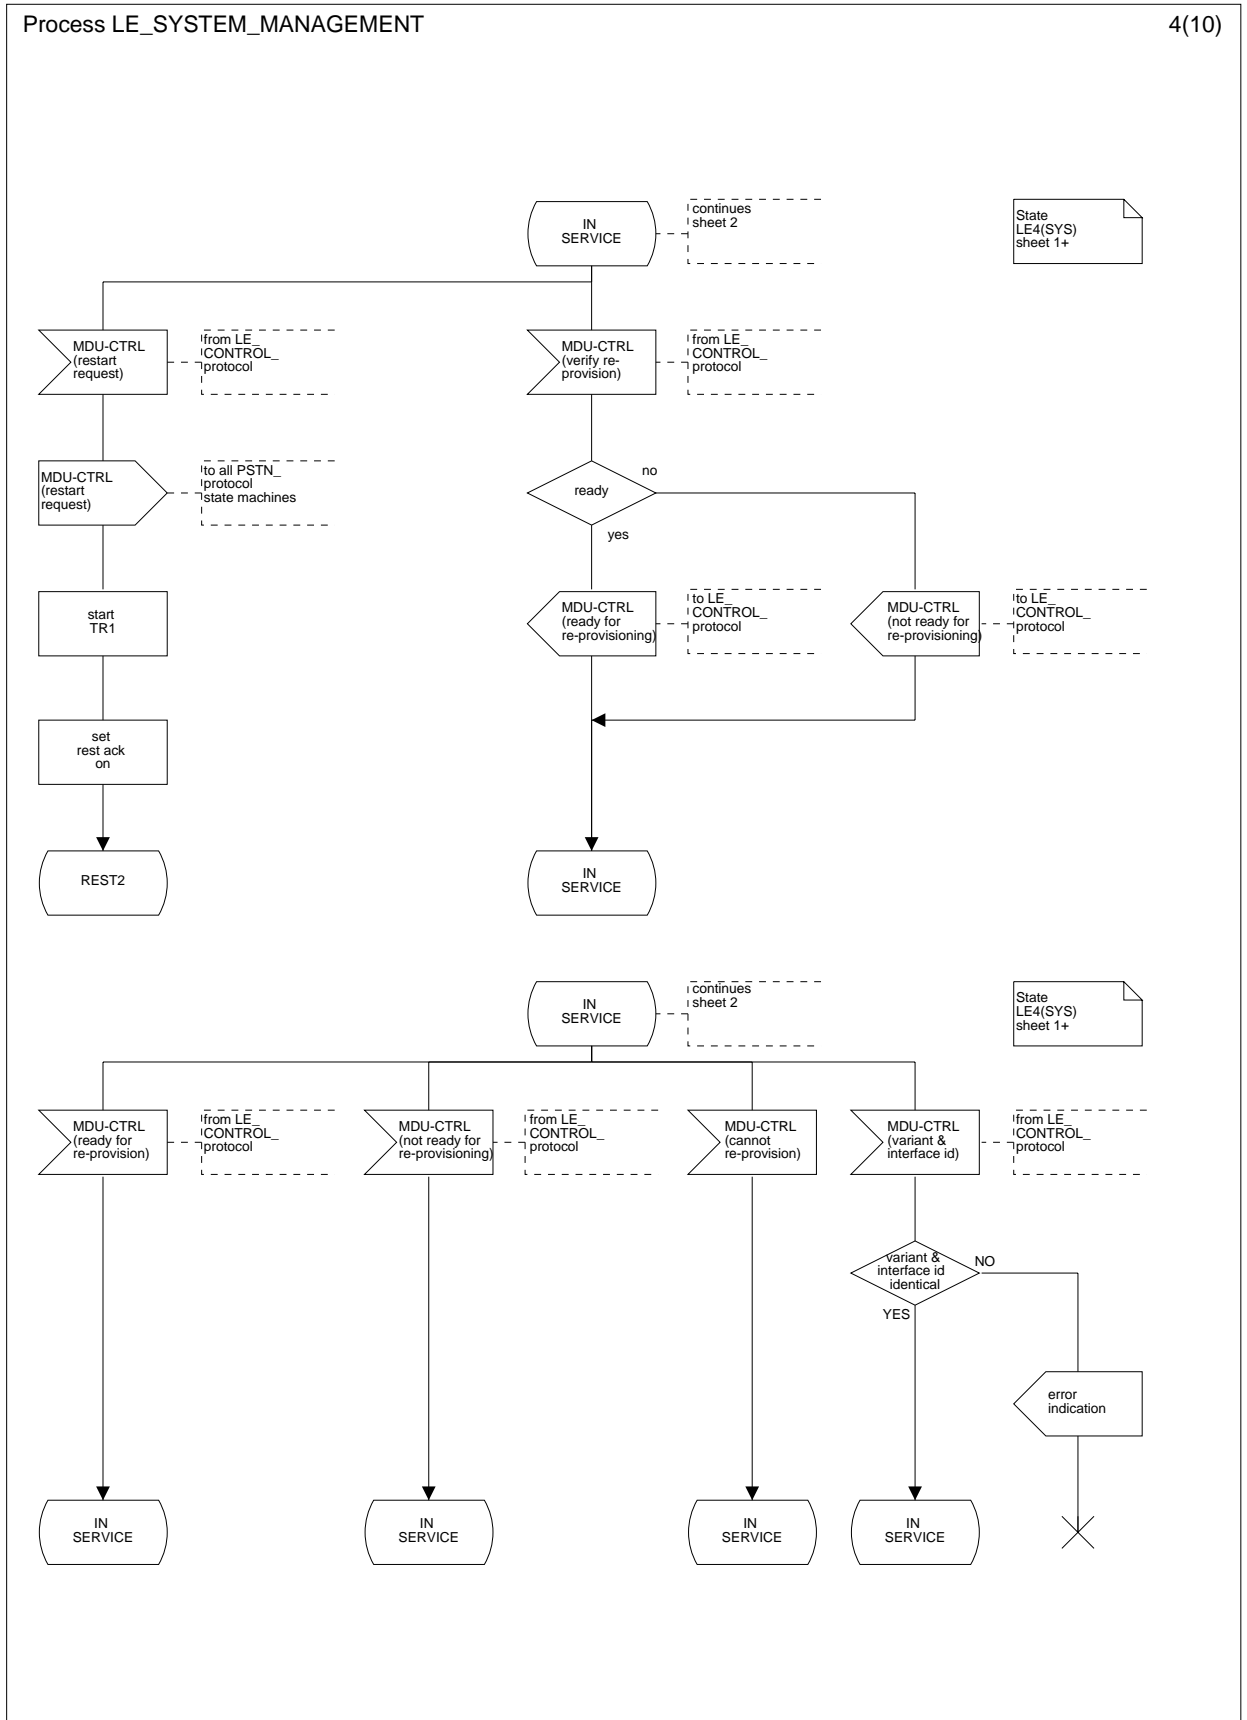 Process LE_SYSTEM_MANAGEMENT
4(10)
IN
SERVICE
continues
sheet 2
State
LE4(SYS)
sheet 1+
MDU-CTRL
(restart
request)
from LE_
CONTROL_
protocol
MDU-CTRL
(verify re-
provision)
from LE_
CONTROL_
protocol
MDU-CTRL
(restart
request)
to all PSTN_
protocol
state machines
ready
no
yes
start
TR1
MDU-CTRL
(ready for
re-provisioning)
to LE_
CONTROL_
protocol
MDU-CTRL
(not ready for
re-provisioning)
to LE_
CONTROL_
protocol
set
rest ack
on
REST2
IN
SERVICE
IN
SERVICE
continues
sheet 2
State
LE4(SYS)
sheet 1+
MDU-CTRL
(ready for
re-provision)
from LE_
CONTROL_
protocol
MDU-CTRL
(not ready for
re-provisioning)
from LE_
CONTROL_
protocol
MDU-CTRL
(cannot
re-provision)
MDU-CTRL
(variant &
interface id)
from LE_
CONTROL_
protocol
variant &
interface id
identical
NO
YES
error
indication
IN
SERVICE
IN
SERVICE
IN
SERVICE
IN
SERVICE